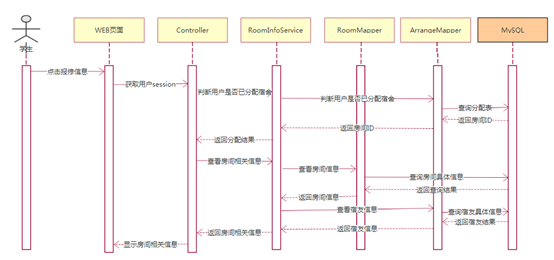 WEB页面
Controller
RoomInfoService
RoomMapper
ArrangeMapper
MySQL
学生
点击报修信息
获取用户session
判断用户是否已分配宿舍
判断用户是否已分配宿舍
查询分配表
返回房间ID
返回房间ID
返回分配结果
查看房间相关信息
查看房间信息
查询房间具体信息
返回查询结果
返回房间信息
查看宿友信息
查询宿友具体信息
返回宿友结果
返回宿友信息
返回房间相关信息
显示房间相关信息